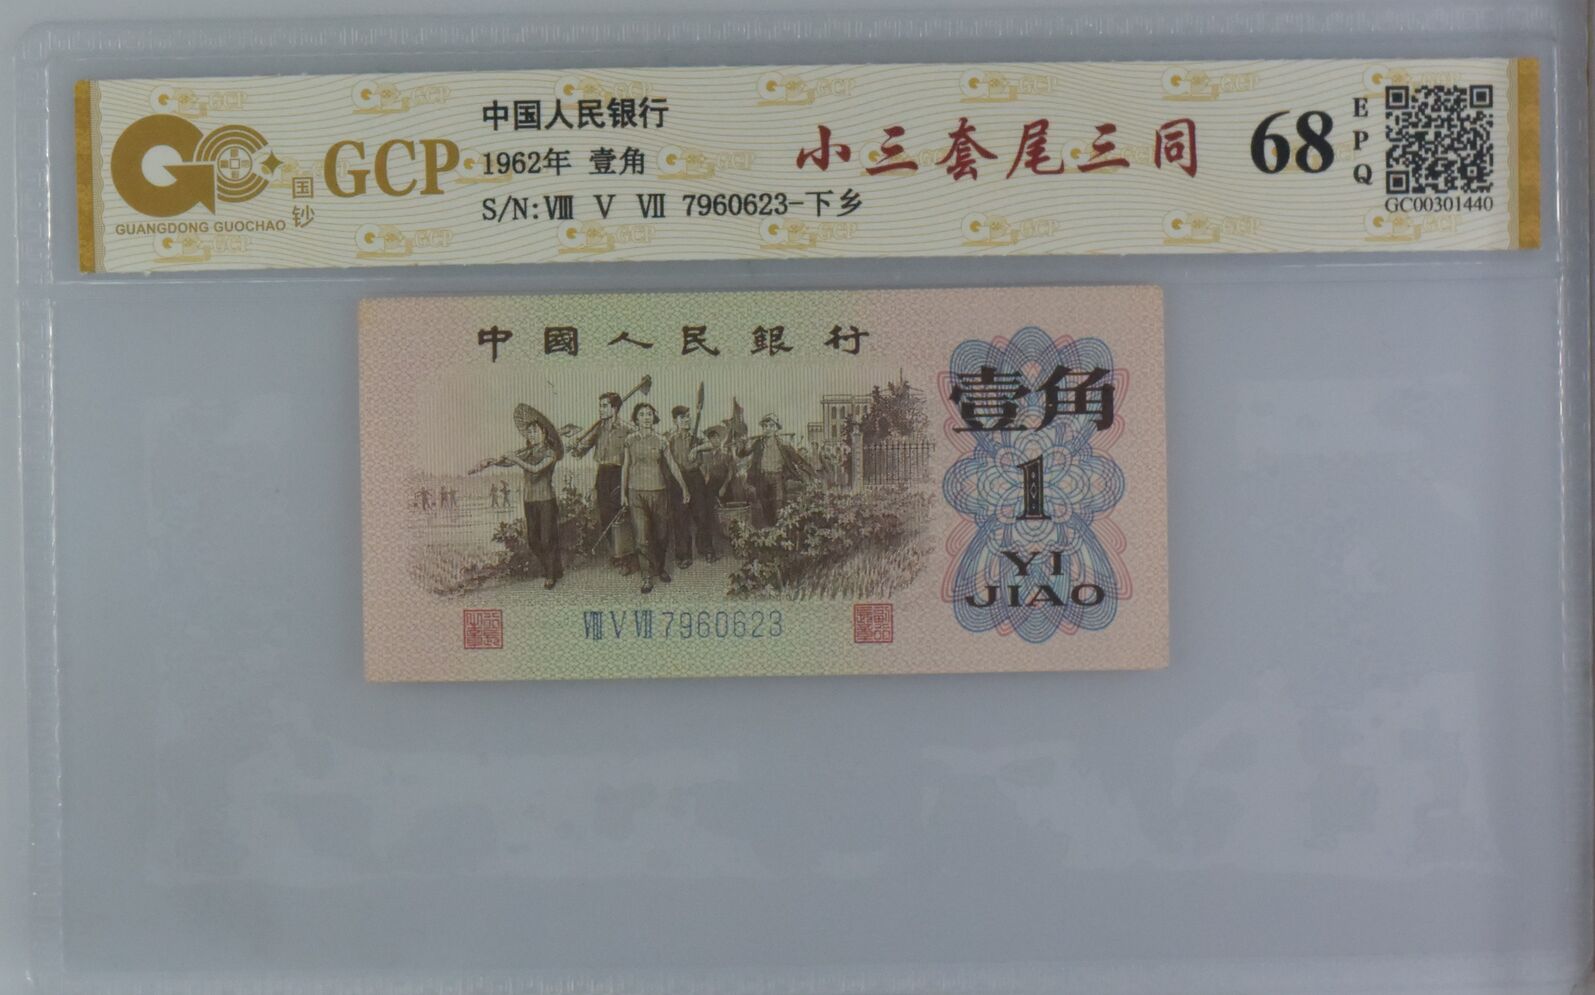 GCP
国钞
GUANGDONG GUOCHAO
中国人民银行
1962年 壹角
S/N:Ⅷ Ⅴ Ⅶ 7960623-下乡
小三套尾三同
68
EPQ
GC00301440
中國人民銀行
壹角
1
YI
JIAO
ⅧⅤⅦ7960623